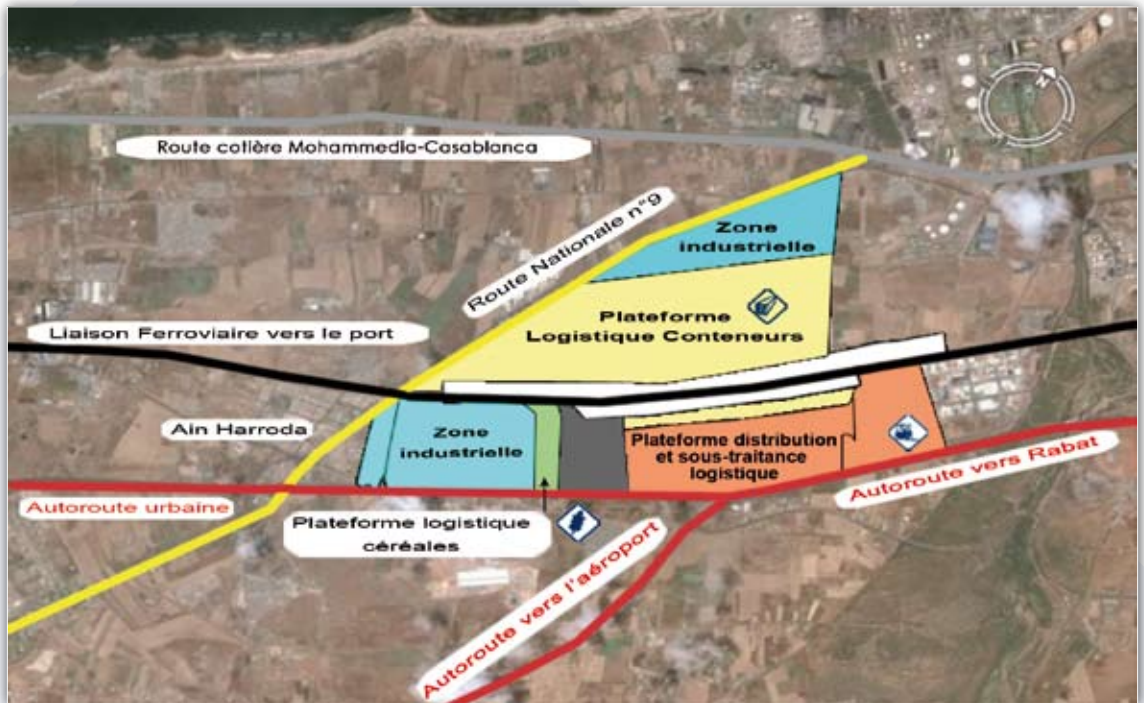 N
Route cotière Mohammedia-Casablanca
Route Nationale n°9
Zone
industrielle
Plateforme
Logistique Conteneurs
Liaison Ferroviaire vers le port
Ain Harroda
Zone
industrielle
Plateforme distribution
et sous-traitance
logistique
Autoroute vers Rabat
Autoroute urbaine
Plateforme logistique
céréales
Autoroute vers l'aéroport